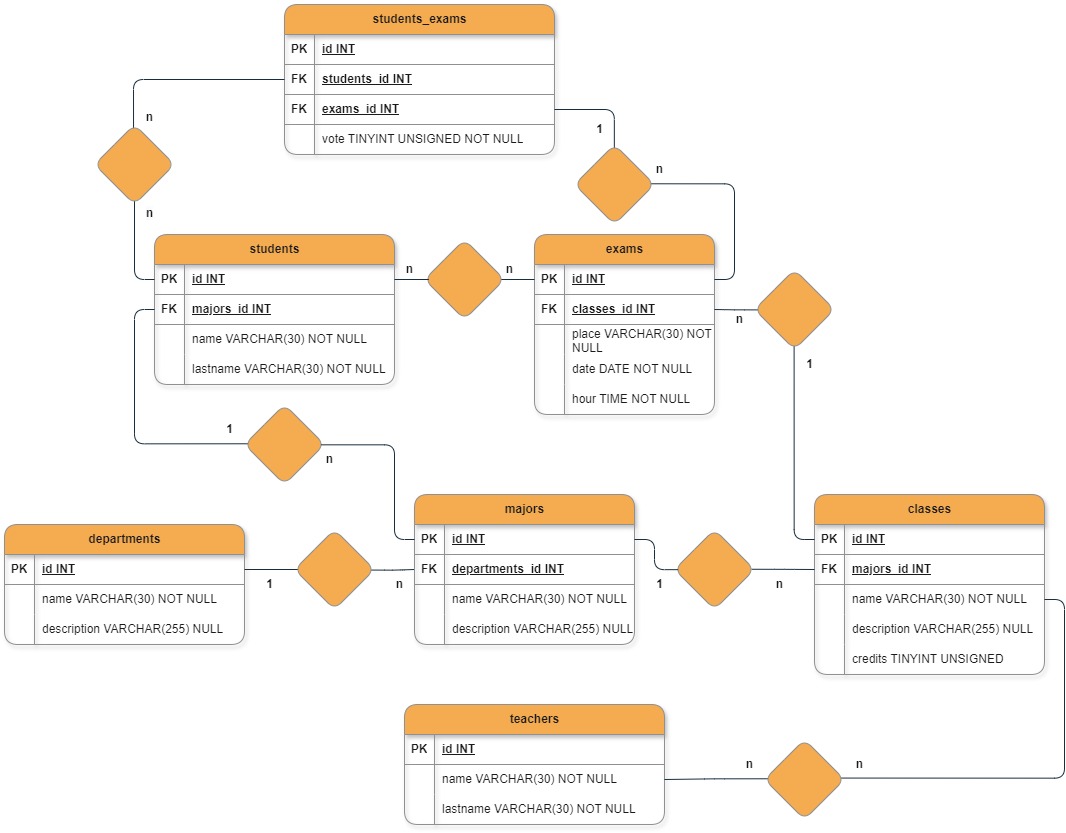 students_exams
PK id INT
FK students_id INT
FK exams_id INT
vote TINYINT UNSIGNED NOT NULL
n
1
n
n
students
PK id INT
FK majors_id INT
name VARCHAR(30) NOT NULL
lastname VARCHAR(30) NOT NULL
n
n
exams
PK id INT
FK classes_id INT
place VARCHAR(30) NOT
NULL
date DATE NOT NULL
hour TIME NOT NULL
n
1
1
n
departments
PK id INT
name VARCHAR(30) NOT NULL
description VARCHAR(255) NULL
1
n
majors
PK id INT
FK departments_id INT
name VARCHAR(30) NOT NULL
description VARCHAR(255) NULL
1
n
classes
PK id INT
FK majors_id INT
name VARCHAR(30) NOT NULL
description VARCHAR(255) NULL
credits TINYINT UNSIGNED
teachers
PK id INT
name VARCHAR(30) NOT NULL
lastname VARCHAR(30) NOT NULL
n
n